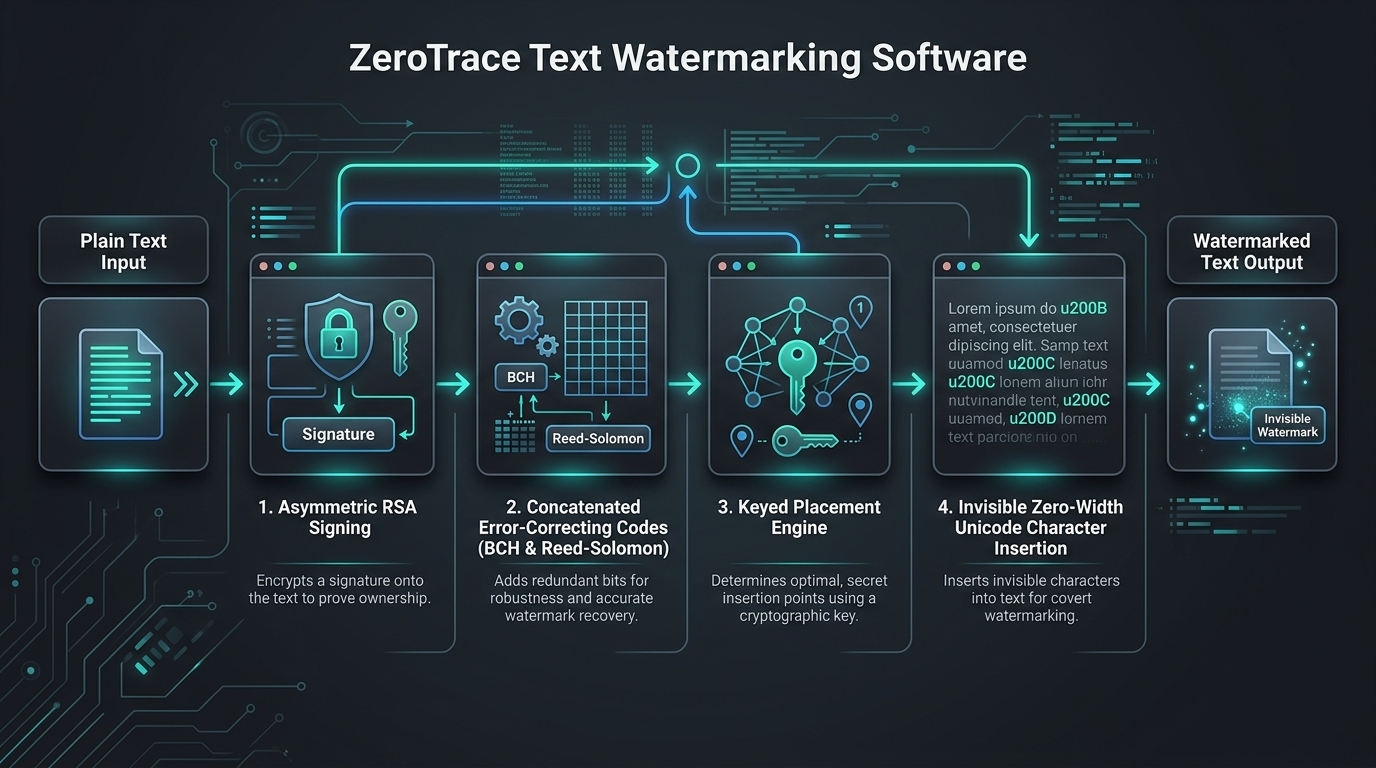 ZeroTrace Text Watermarking Software
Plain Text
Input
Signature
1. Asymmetric RSA
Signing
Encrypts a signature onto
the text to prove ownership.
BCH
Reed-Solomon
2. Concatenated
Error-Correcting Codes
(BCH & Reed-Solomon)
Adds redundant bits for
robustness and accurate
watermark recovery.
1
3. Keyed Placement
Engine
Determines optimal, secret
insertion points using a
cryptographic key.
Lorem ipsum do u200B
amet, consectetuer
dipiscing elit. Samp text
uuamod u200C lenatus
u200C lonem aliun ichr
nutvinandle tent, u200C
uuamed, u200D lornem
text
4. Invisible Zero-Width
Unicode Character
Insertion
Inserts invisible characters
into text for covert
watermarking.
Watermarked
Text Output
Invisible
Watermark